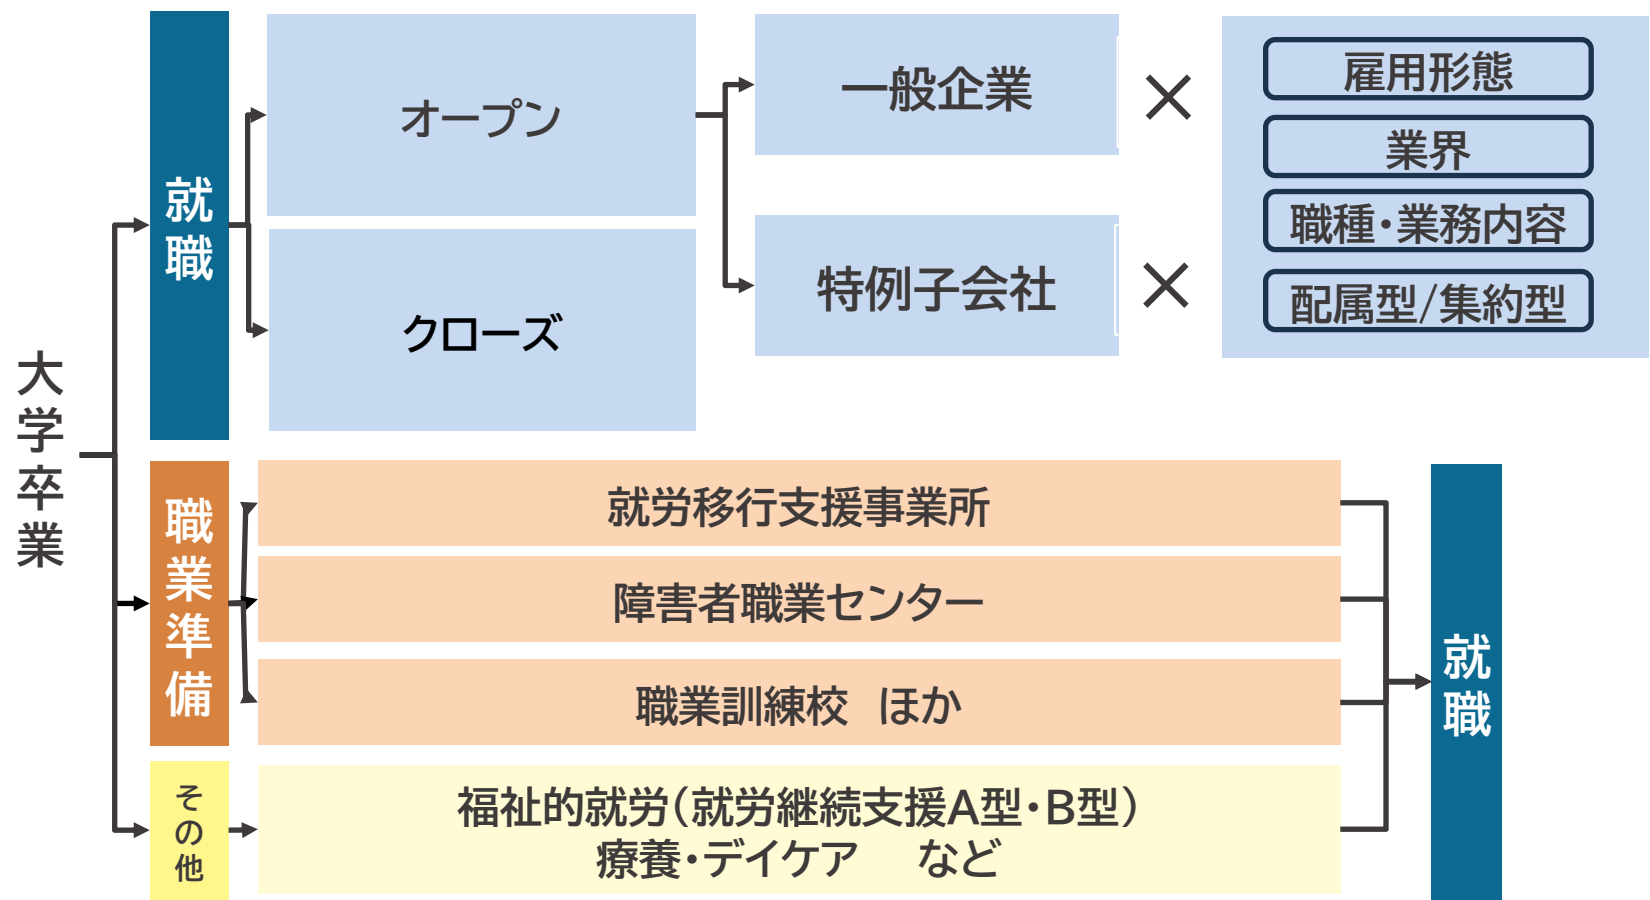 大学卒業
就職
オープン
クローズ
一般企業
×
特例子会社
×
雇用形態
業界
職種・業務内容
配属型/集約型
職業準備
就労移行支援事業所
障害者職業センター
職業訓練校　ほか
その他
福祉的就労(就労継続支援A型・B型)
療養・デイケア　など
就職